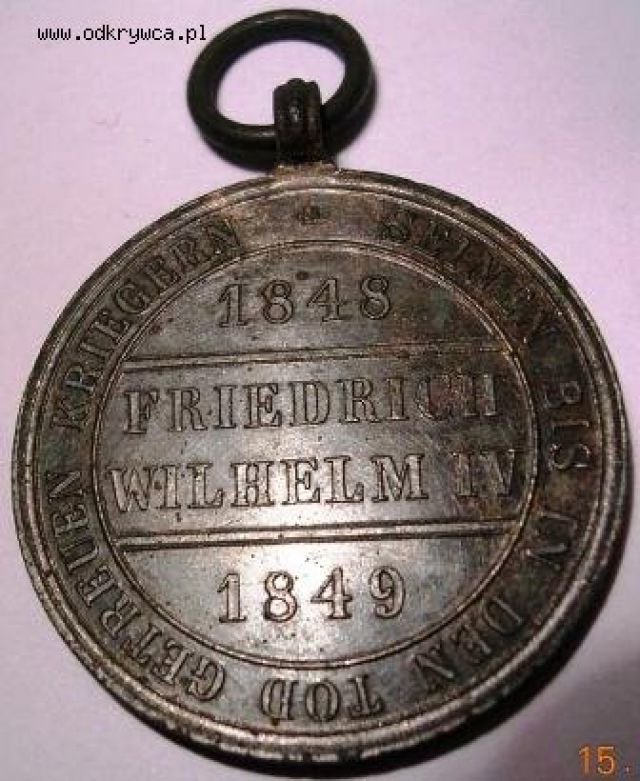 www.odkrywca.pl
SEINEN BIS IN DEN TOD GETREUEN KRIEGERN
1848
FRIEDRICH
WILHELM IV
1849
15.